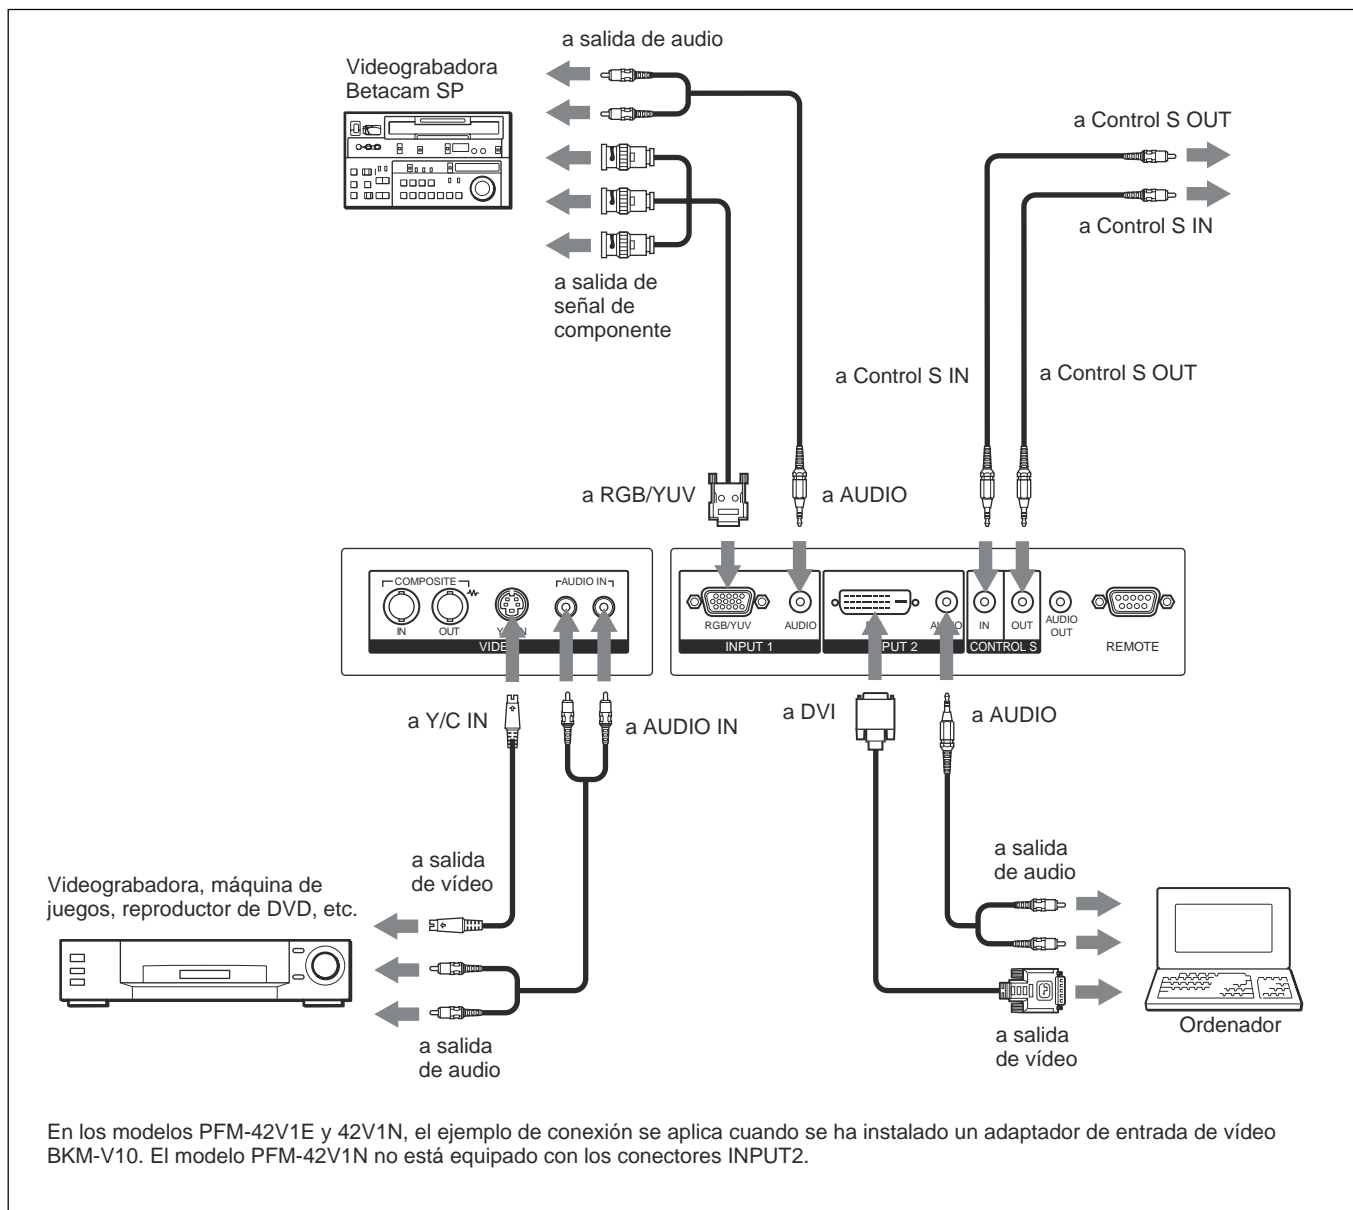 a salida de audio
Videograbadora
Betacam SP
a Control S OUT
a Control S IN
a salida de
señal de
componente
a Control S IN
a Control S OUT
a RGB/YUV
a AUDIO
COMPOSITE
AUDIO IN
IN
OUT
RGB/YUV
AUDIO
IN
OUT
AUDIO
OUT
REMOTE
INPUT 1
CONTROL S
a Y/C IN
a AUDIO IN
a DVI
a AUDIO
a salida
de vídeo
Videograbadora, máquina de
juegos, reproductor de DVD, etc.
a salida
de audio
a salida
de audio
a salida
de vídeo
Ordenador
En los modelos PFM-42V1E y 42V1N, el ejemplo de conexión se aplica cuando se ha instalado un adaptador de entrada de vídeo
BKM-V10. El modelo PFM-42V1N no está equipado con los conectores INPUT2.